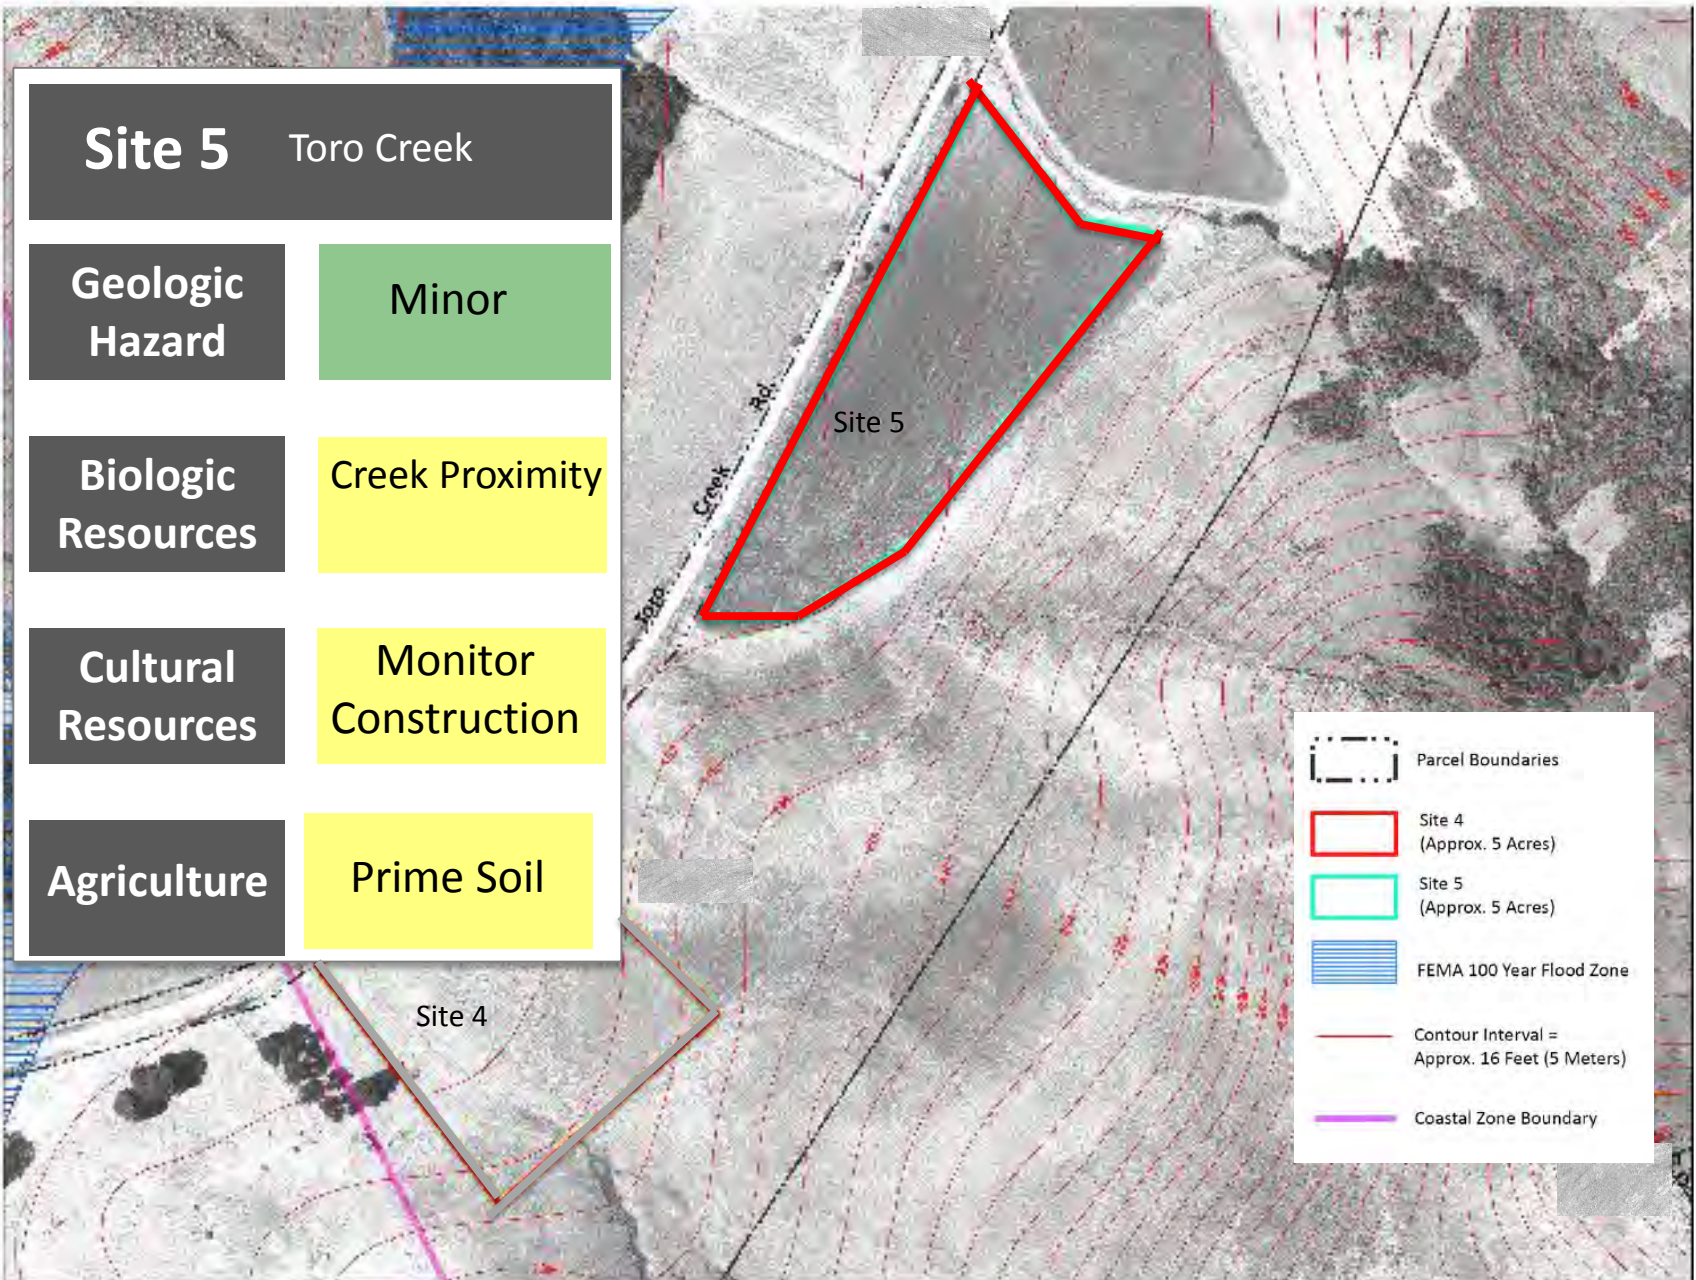 Site 5 Toro Creek
Geologic
Hazard
Minor
Biologic
Resources
Creek Proximity
Cultural
Resources
Monitor
Construction
Agriculture
Prime Soil
Toro Creek Rd.
Site 5
Site 4
Parcel Boundaries
Site 4
(Approx. 5 Acres)
Site 5
(Approx. 5 Acres)
FEMA 100 Year Flood Zone
Contour Interval =
Approx. 16 Feet (5 Meters)
Coastal Zone Boundary